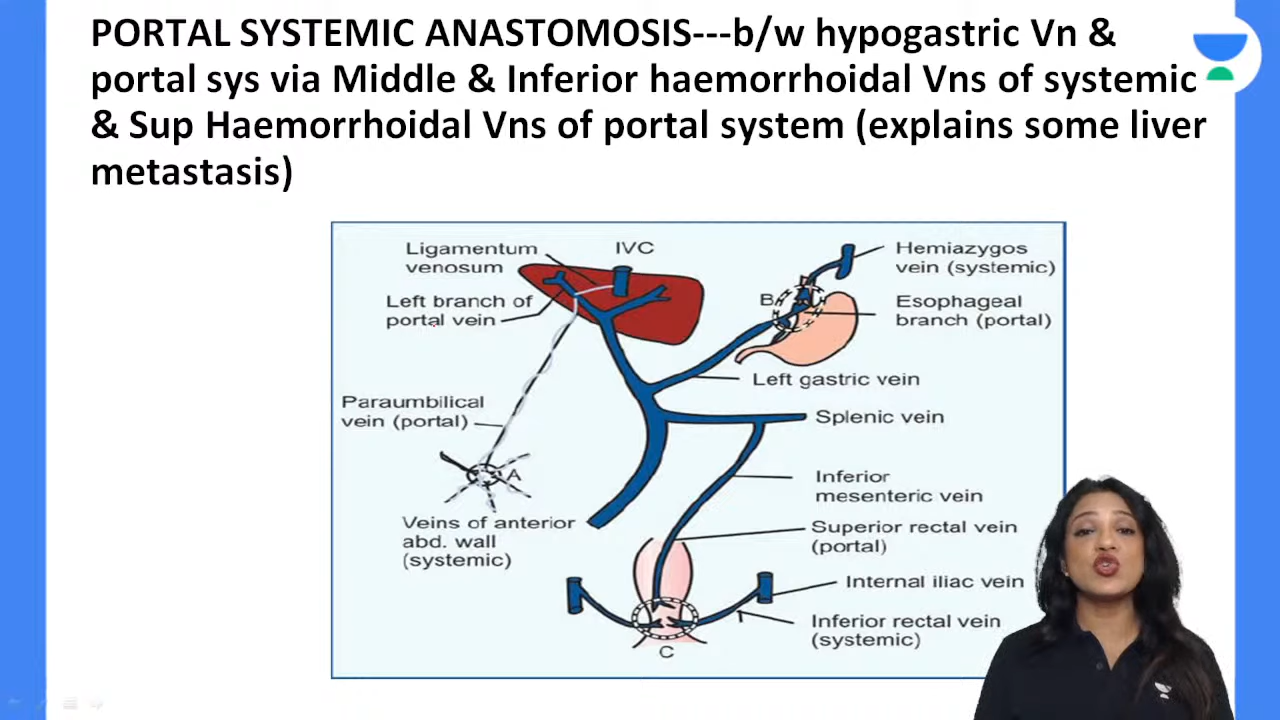 PORTAL SYSTEMIC ANASTOMOSIS---b/w hypogastric Vn &
portal sys via Middle & Inferior haemorrhoidal Vns of systemic
& Sup Haemorrhoidal Vns of portal system (explains some liver
metastasis)
Ligamentum
venosum
IVC
Hemiazygos
vein (systemic)
Left branch of
portal vein
B
Esophageal
branch (portal)
Left gastric vein
Paraumbilical
vein (portal)
Splenic vein
A
Inferior
mesenteric vein
Veins of anterior
abd. wall
(systemic)
Superior rectal vein
(portal)
Internal iliac vein
Inferior rectal vein
(systemic)
C